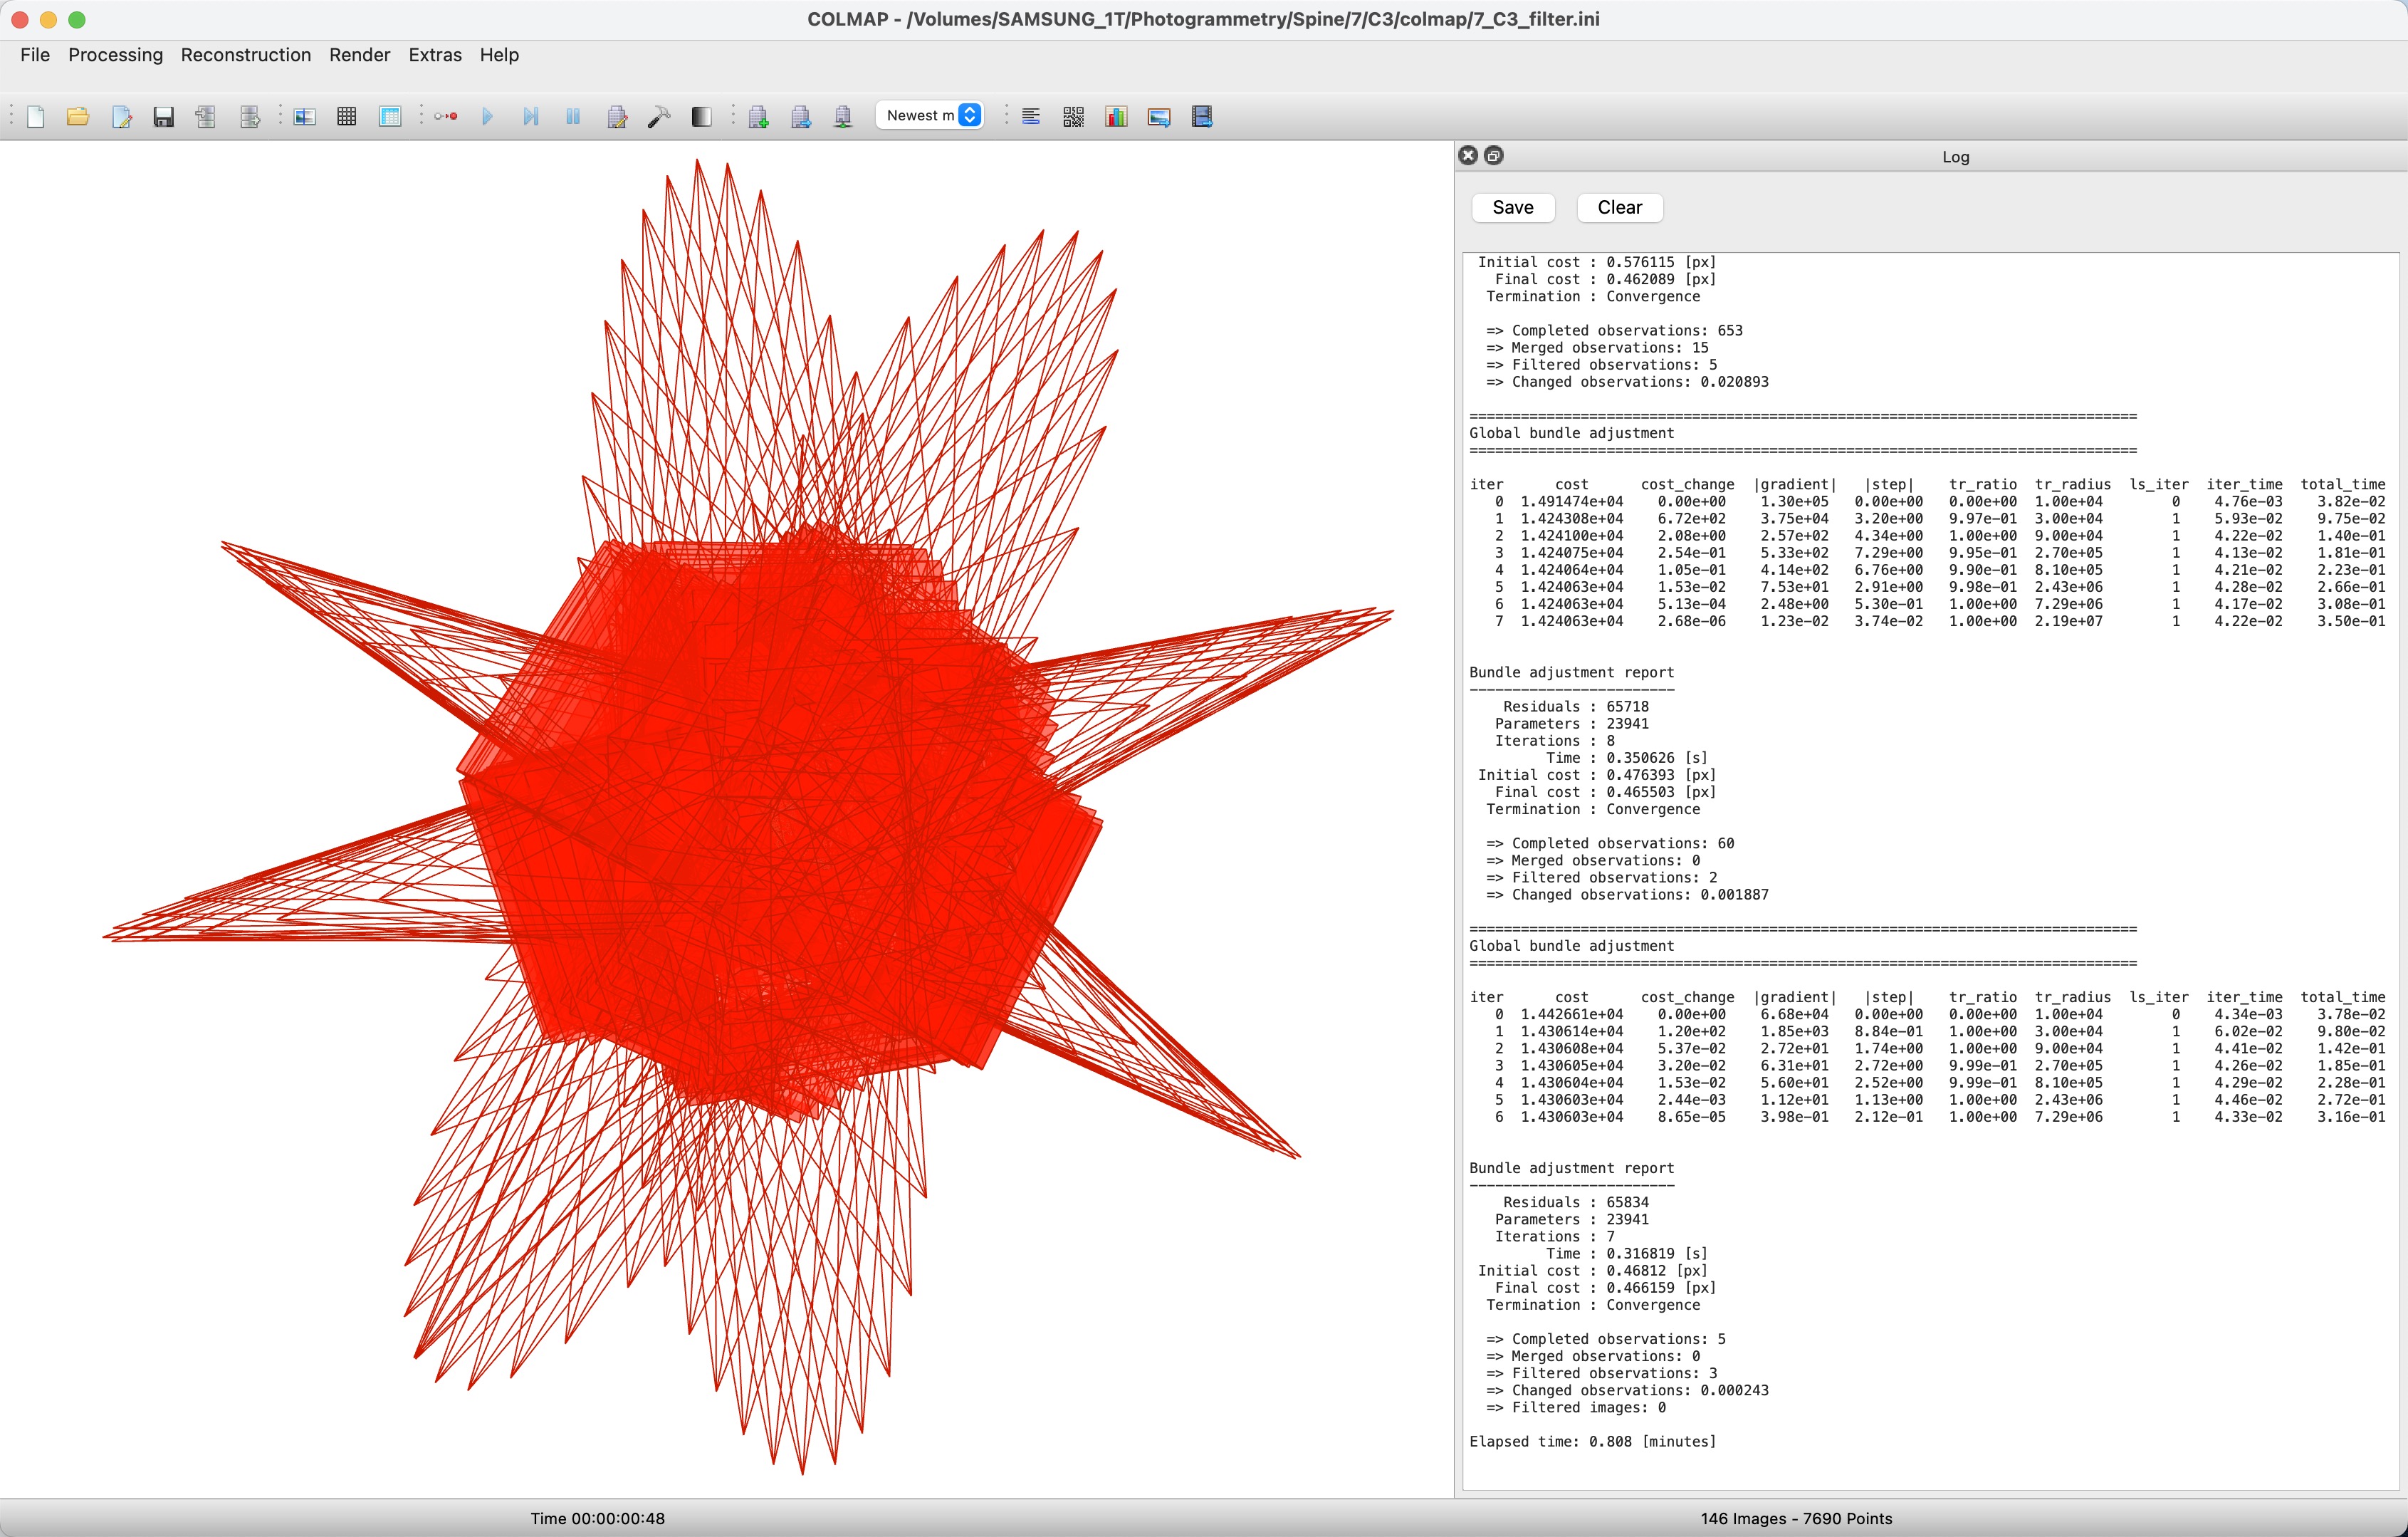 COLMAP - /Volumes/SAMSUNG_1T/Photogrammetry/Spine/7/C3/colmap/7_C3_filter.ini
File Processing Reconstruction Render Extras Help
Newest m
Log
Save Clear
Initial cost : 0.576115 [px]
Final cost : 0.462089 [px]
Termination : Convergence
=> Completed observations: 653
=> Merged observations: 15
=> Filtered observations: 5
=> Changed observations: 0.020893
==============================================================================
Global bundle adjustment
==============================================================================
iter cost cost_change |gradient| |step| tr_ratio tr_radius ls_iter iter_time total_time
0 1.491474e+04 0.00e+00 1.30e+05 0.00e+00 0.00e+00 1.00e+04 0 4.76e-03 3.82e-02
1 1.424308e+04 6.72e+02 3.75e+04 3.20e+00 9.97e-01 3.00e+04 1 5.93e-02 9.75e-02
2 1.424100e+04 2.08e+00 2.57e+02 4.34e+00 1.00e+00 9.00e+04 1 4.22e-02 1.40e-01
3 1.424075e+04 2.54e-01 5.33e+02 7.29e+00 9.95e-01 2.70e+05 1 4.13e-02 1.81e-01
4 1.424064e+04 1.05e-01 4.14e+02 6.76e+00 9.90e-01 8.10e+05 1 4.21e-02 2.23e-01
5 1.424063e+04 1.53e-02 7.53e+01 2.91e+00 9.98e-01 2.43e+06 1 4.28e-02 2.66e-01
6 1.424063e+04 5.13e-04 2.48e+00 5.30e-01 1.00e+00 7.29e+06 1 4.17e-02 3.08e-01
7 1.424063e+04 2.68e-06 1.23e-02 3.74e-02 1.00e+00 2.19e+07 1 4.22e-02 3.50e-01
Bundle adjustment report
------------------------
Residuals : 65718
Parameters : 23941
Iterations : 8
Time : 0.350626 [s]
Initial cost : 0.476393 [px]
Final cost : 0.465503 [px]
Termination : Convergence
=> Completed observations: 60
=> Merged observations: 0
=> Filtered observations: 2
=> Changed observations: 0.001887
==============================================================================
Global bundle adjustment
==============================================================================
iter cost cost_change |gradient| |step| tr_ratio tr_radius ls_iter iter_time total_time
0 1.442661e+04 0.00e+00 6.68e+04 0.00e+00 0.00e+00 1.00e+04 0 4.34e-03 3.78e-02
1 1.430614e+04 1.20e+02 1.85e+03 8.84e-01 1.00e+00 3.00e+04 1 6.02e-02 9.80e-02
2 1.430608e+04 5.37e-02 2.72e+01 1.74e+00 1.00e+00 9.00e+04 1 4.41e-02 1.42e-01
3 1.430605e+04 3.20e-02 6.31e+01 2.72e+00 9.99e-01 2.70e+05 1 4.26e-02 1.85e-01
4 1.430604e+04 1.53e-02 5.60e+01 2.52e+00 9.99e-01 8.10e+05 1 4.29e-02 2.28e-01
5 1.430603e+04 2.44e-03 1.12e+01 1.13e+00 1.00e+00 2.43e+06 1 4.46e-02 2.72e-01
6 1.430603e+04 8.65e-05 3.98e-01 2.12e-01 1.00e+00 7.29e+06 1 4.33e-02 3.16e-01
Bundle adjustment report
------------------------
Residuals : 65834
Parameters : 23941
Iterations : 7
Time : 0.316819 [s]
Initial cost : 0.46812 [px]
Final cost : 0.466159 [px]
Termination : Convergence
=> Completed observations: 5
=> Merged observations: 0
=> Filtered observations: 3
=> Changed observations: 0.000243
=> Filtered images: 0
Elapsed time: 0.808 [minutes]
Time 00:00:00:48
146 Images - 7690 Points